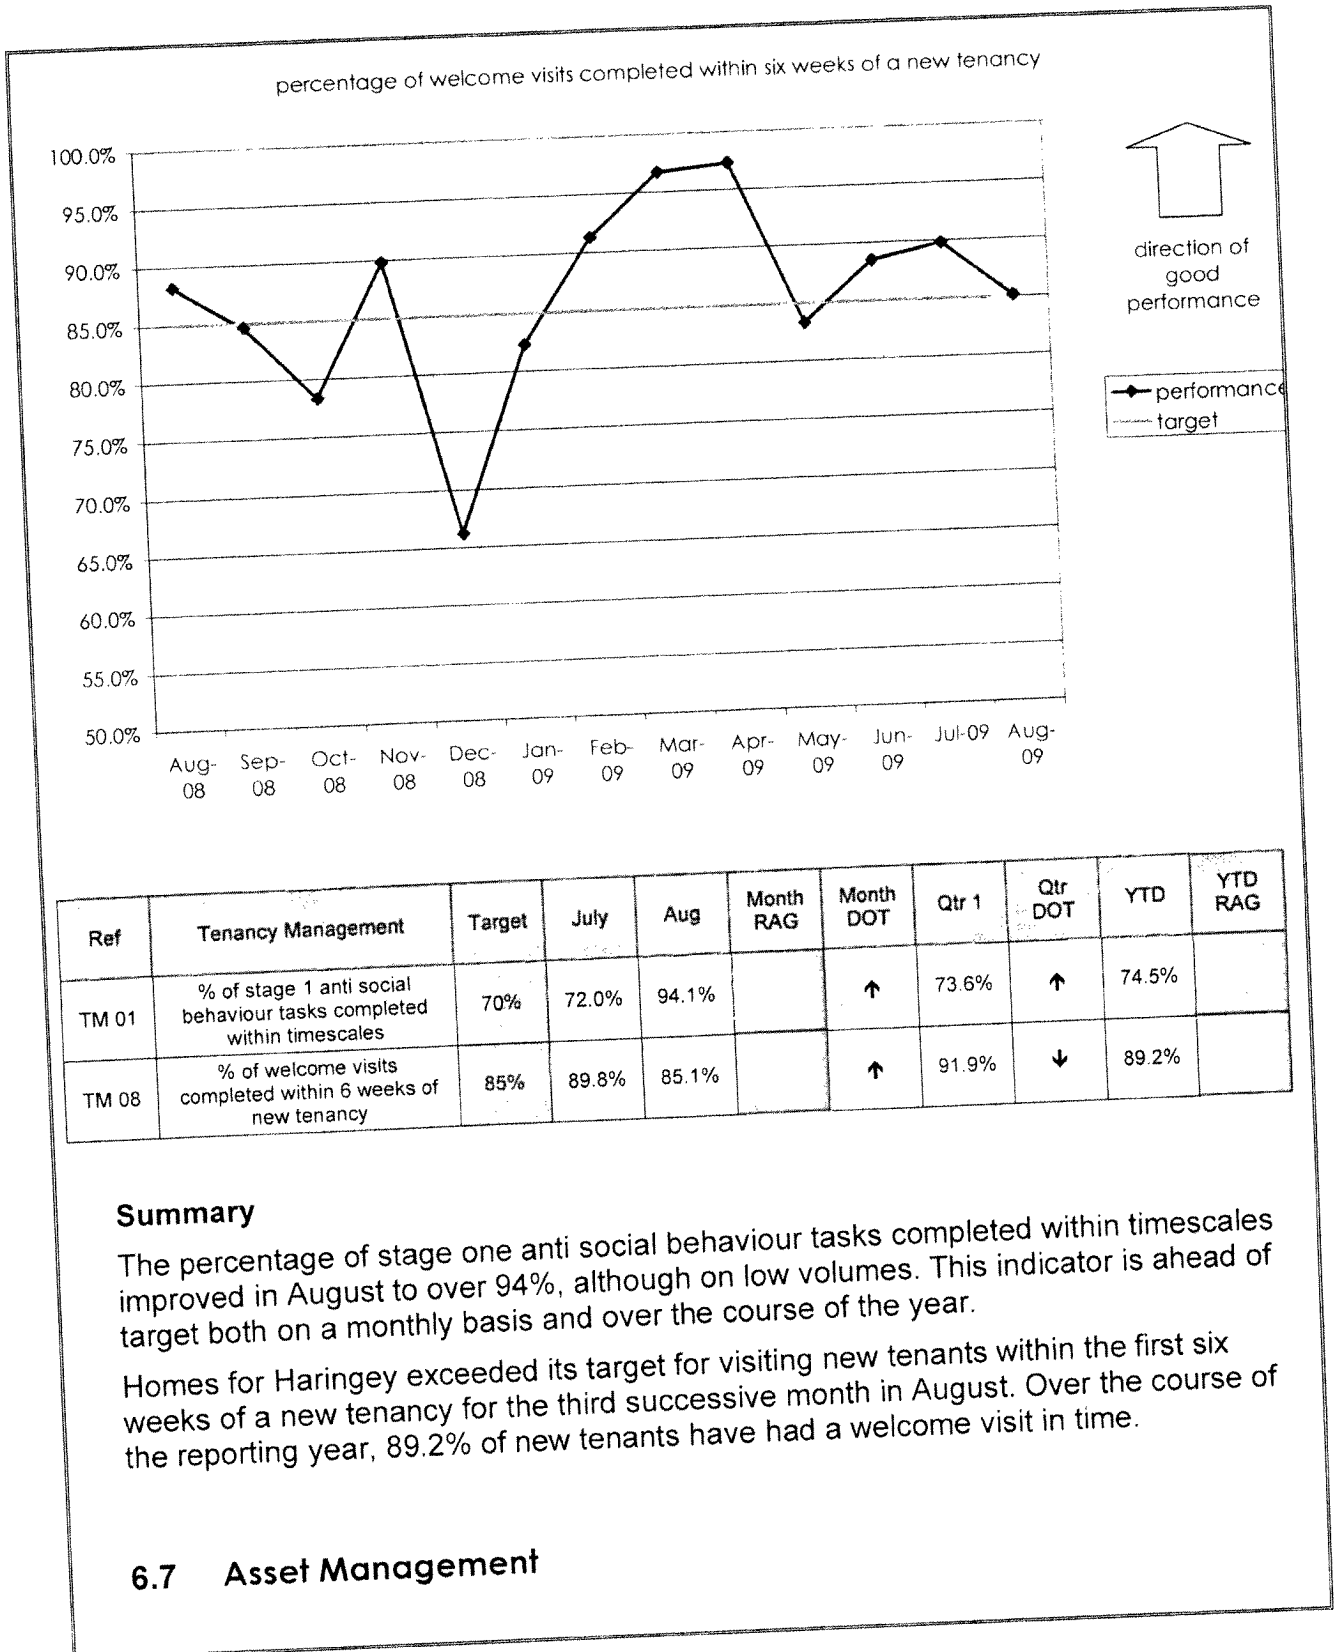 percentage of welcome visits completed within six weeks of a new tenancy
100.0%
95.0%
90.0%
85.0%
80.0%
75.0%
70.0%
65.0%
60.0%
55.0%
50.0%
Aug-08
Sep-08
Oct-08
Nov-08
Dec-08
Jan-09
Feb-09
Mar-09
Apr-09
May-09
Jun-09
Jul-09
Aug-09
direction of
good
performance
performance
target
Ref Tenancy Management Target July Aug Month RAG Month DOT Qtr 1 Qtr DOT YTD YTD RAG
TM 01 % of stage 1 anti social behaviour tasks completed within timescales 70% 72.0% 94.1% ↑ 73.6% ↑ 74.5%
TM 08 % of welcome visits completed within 6 weeks of new tenancy 85% 89.8% 85.1% ↑ 91.9% ↓ 89.2%
Summary
The percentage of stage one anti social behaviour tasks completed within timescales
improved in August to over 94%, although on low volumes. This indicator is ahead of
target both on a monthly basis and over the course of the year.
Homes for Haringey exceeded its target for visiting new tenants within the first six
weeks of a new tenancy for the third successive month in August. Over the course of
the reporting year, 89.2% of new tenants have had a welcome visit in time.
6.7 Asset Management